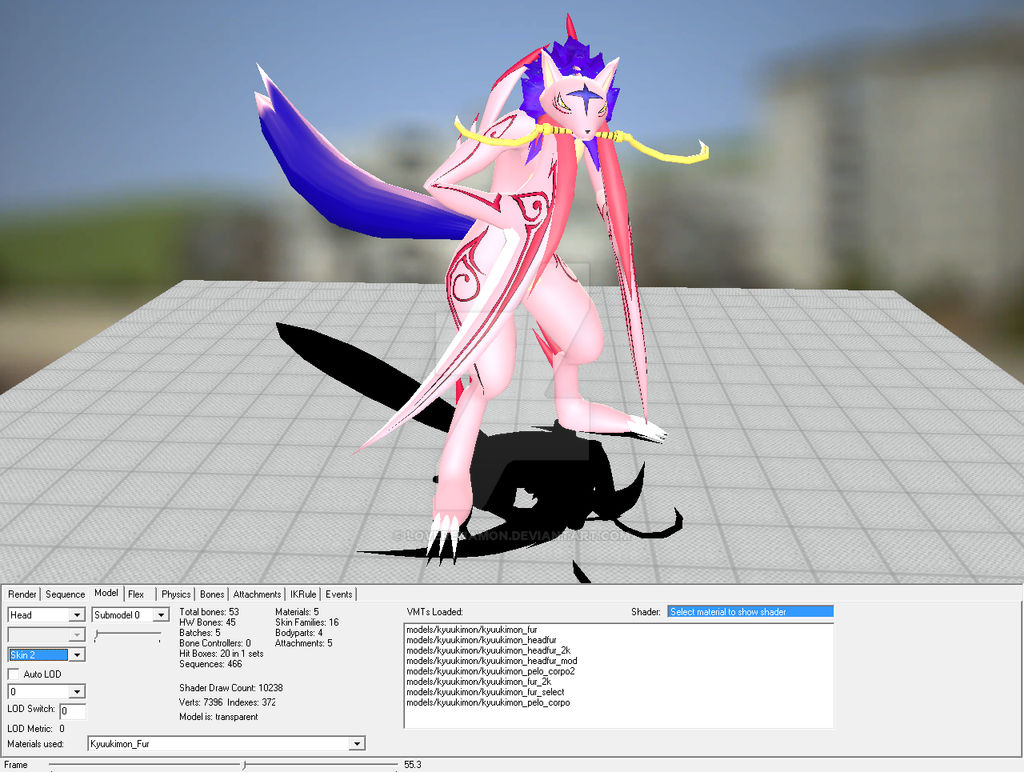 Render Sequence Model Flex Physics Bones Attachments IKRule Events
Head Submodel 0
Skin 2
Auto LOD
0
LOD Switch: 0
LOD Metric: 0
Materials used: Kyuukimon_Fur
Total bones: 53
HW Bones: 45
Batches: 5
Bone Controllers: 0
Hit Boxes: 20 in 1 sets
Sequences: 466
Shader Draw Count: 10238
Verts: 7396 Indexes: 372
Model is: transparent
Materials: 5
Skin Families: 16
Bodyparts: 4
Attachments: 5
VMTs Loaded:
Shader: Select material to show shader
models/kyuukimon/kyuukimon_fur
models/kyuukimon/kyuukimon_headfur
models/kyuukimon/kyuukimon_headfur_2k
models/kyuukimon/kyuukimon_headfur_mod
models/kyuukimon/kyuukimon_pelo_corpo2
models/kyuukimon/kyuukimon_fur_2k
models/kyuukimon/kyuukimon_fur_select
models/kyuukimon/kyuukimon_pelo_corpo
Frame 55.3